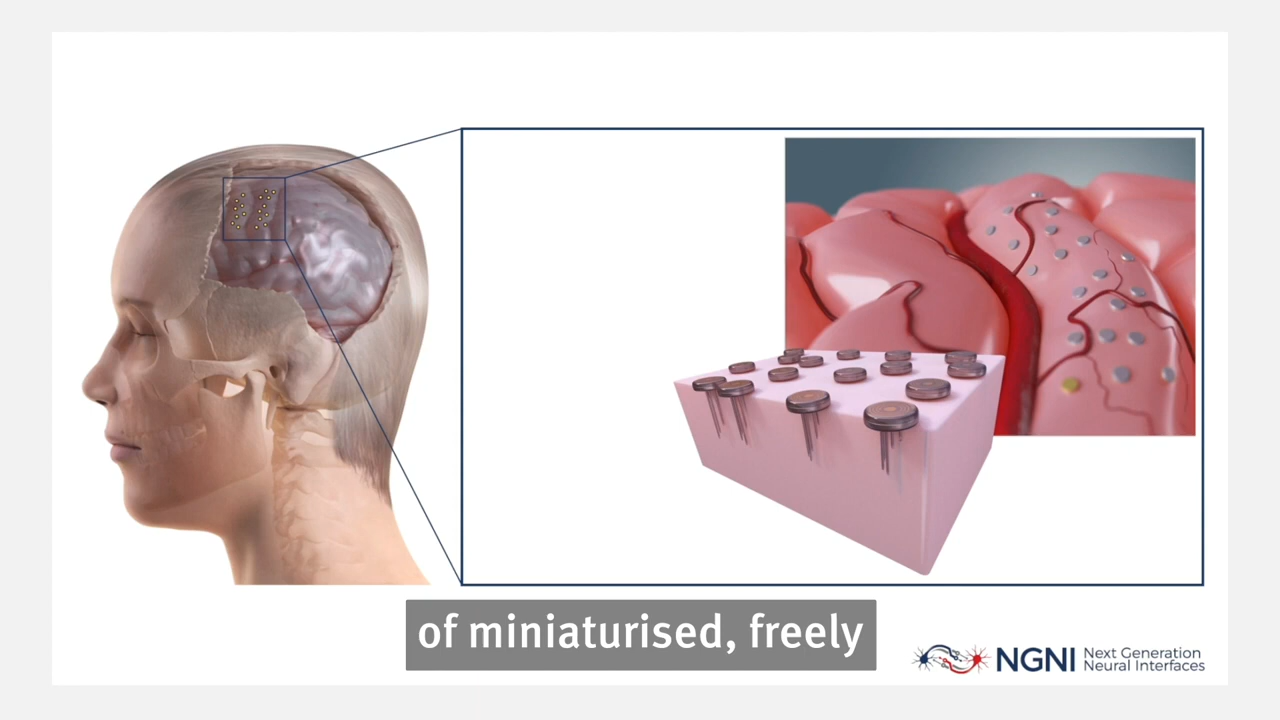 of miniaturised, freely
NGNI
Next Generation
Neural Interfaces